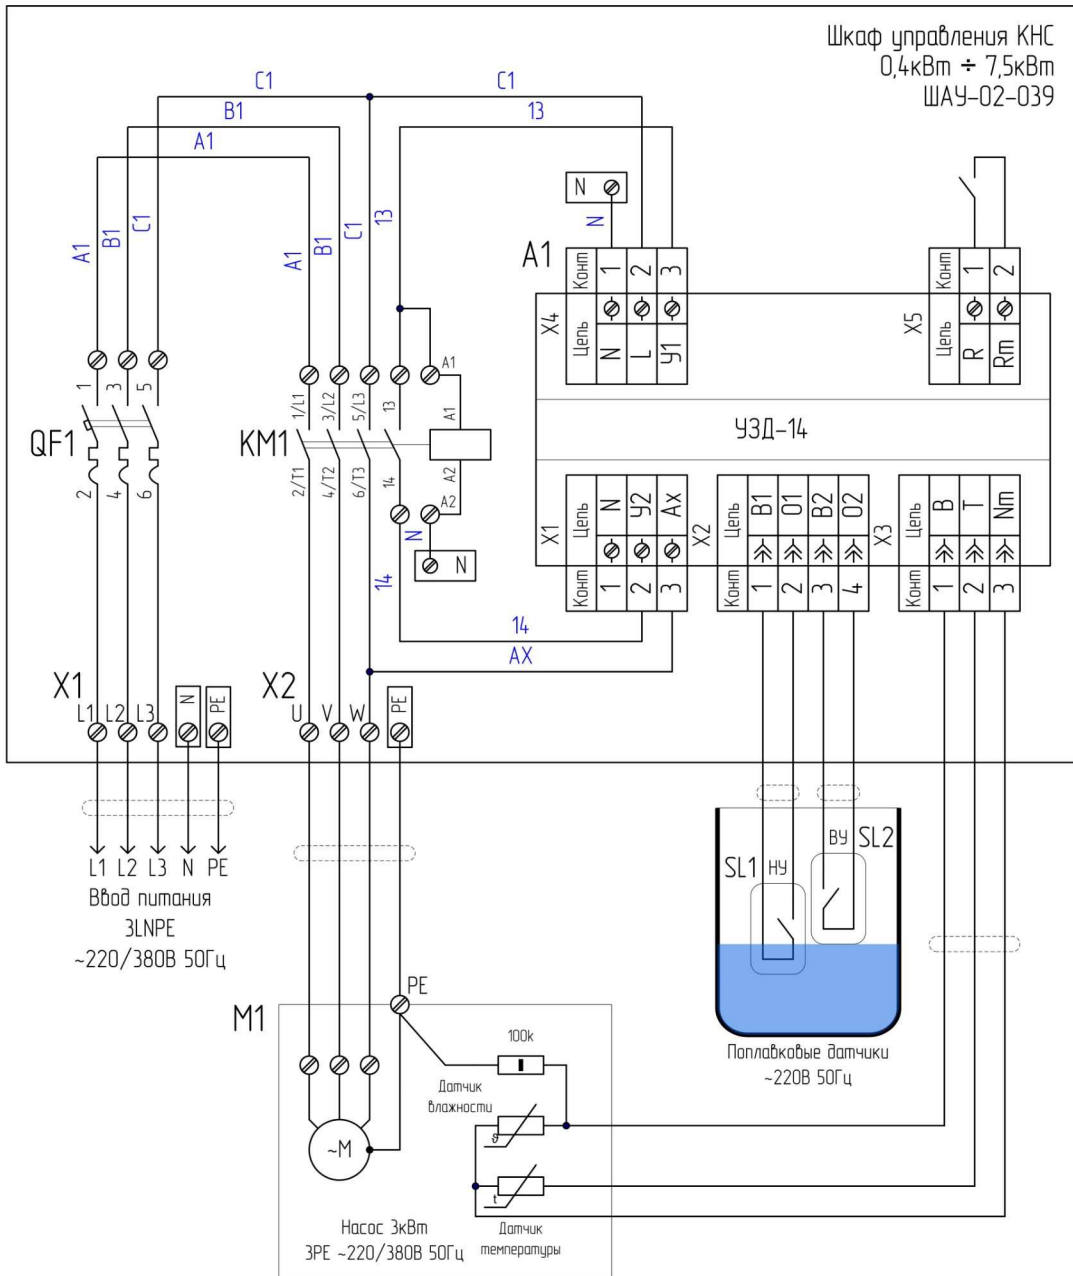 Шкаф управления КНС
0,4кВт ÷ 7,5кВт
ШАУ-02-039
C1 C1
B1 13
A1
N
N
A1 B1 C1
A1 B1 C1 13
A1
Конт 1 2 3
X4 Цепь N L У1
Конт 1 2
X5 Цепь R Rm
УЗД-14
1 3 5
QF1
2 4 6
1/L1 3/L2 5/L3 13 A1
KM1
A1
A2
2/T1 4/T2 6/T3 14 A2
N
N
14
X1 Цепь N У2 Ax
Конт 1 2 3
X2 Цепь B1 O1 B2 O2
Конт 1 2 3 4
X3 Цепь B T Nm
Конт 1 2 3
14
AX
X1
L1 L2 L3 N PE
X2
U V W PE
L1 L2 L3 N PE
Ввод питания
3LNPE
~220/380В 50Гц
SL1 НУ
ВУ SL2
Поплавковые датчики
~220В 50Гц
PE
M1
100k
Датчик
влажности
ϑ
~M
t
Насос 3кВт
3PE ~220/380В 50Гц
Датчик
температуры